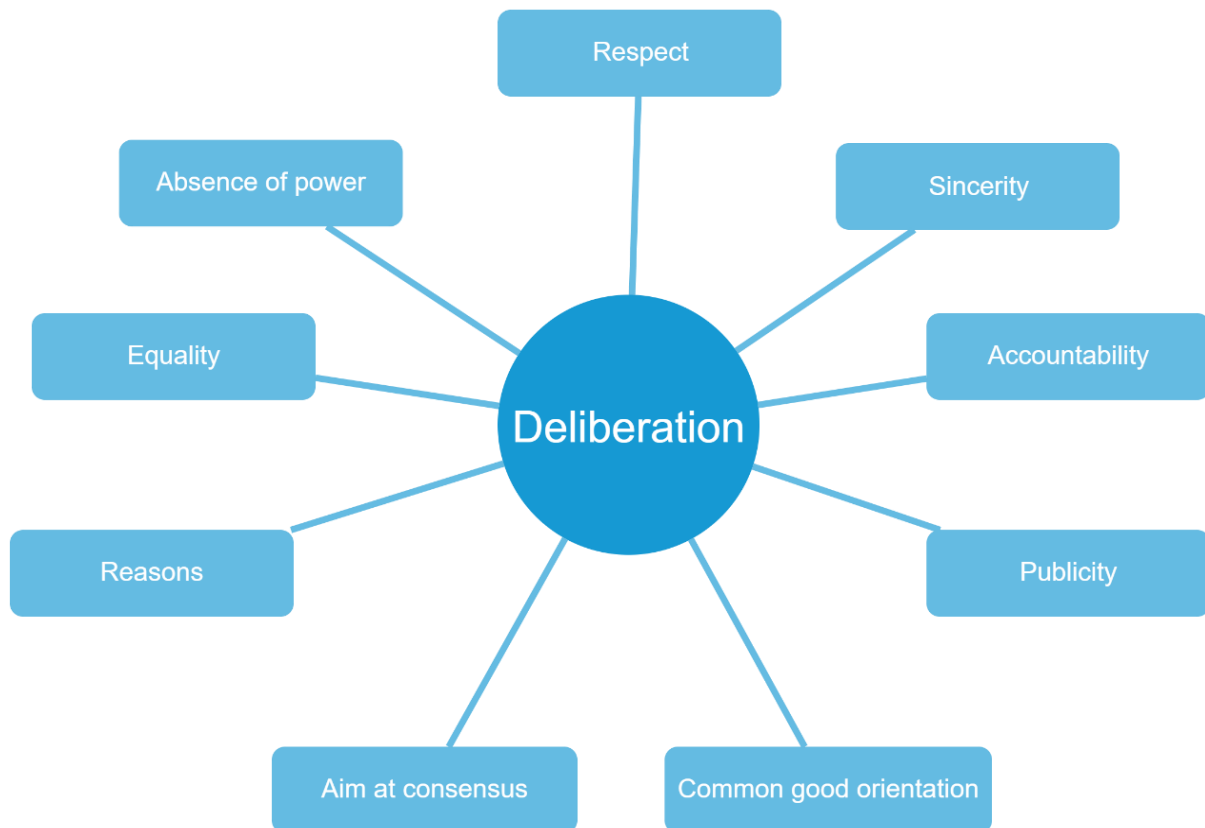 Respect
Absence of power
Sincerity
Equality
Accountability
Deliberation
Reasons
Publicity
Aim at consensus
Common good orientation